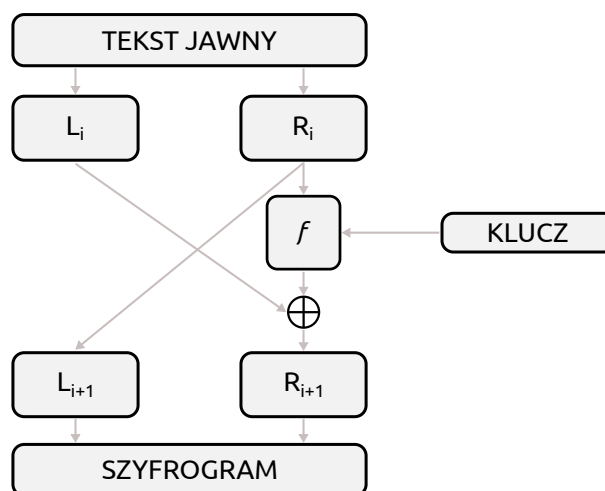 TEKST JAWNY
Lᵢ
Rᵢ
f
KLUCZ
Lᵢ₊₁
Rᵢ₊₁
SZYFROGRAM